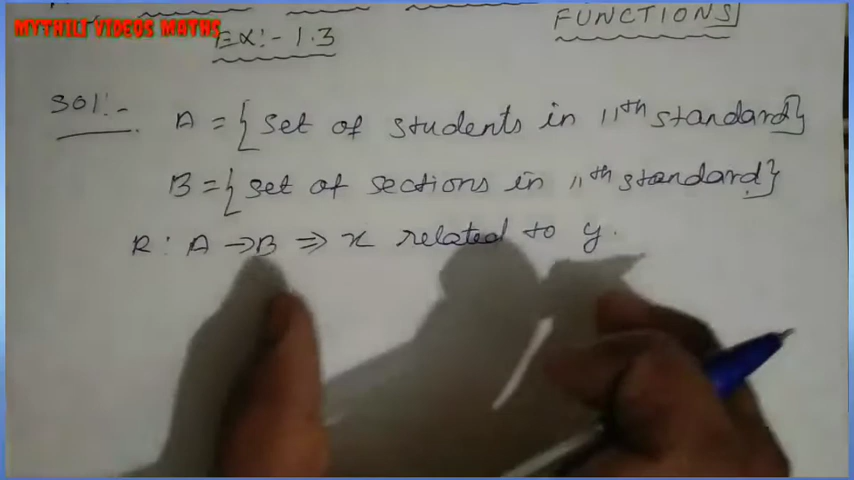 MYTHILI VIDEOS MATHS
FUNCTIONS
Ex:- 1.3
Sol:-
A = {set of students in 11th standard}
B = {set of sections in 11th standard}
R : A → B ⇒ x related to y.